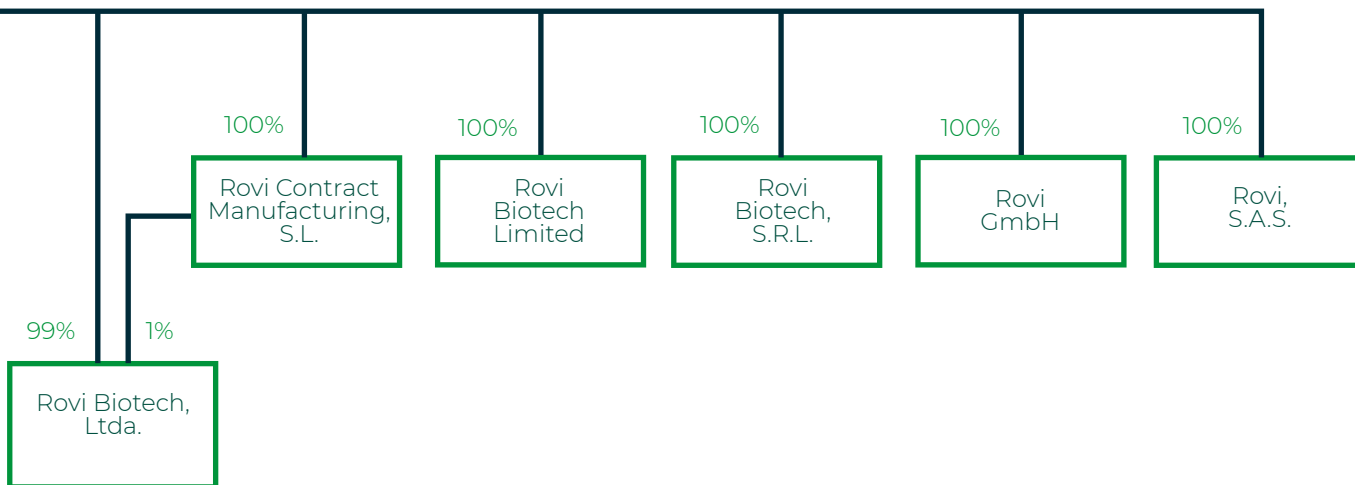 100%
100%
100%
100%
100%
Rovi Contract
Manufacturing,
S.L.
Rovi
Biotech
Limited
Rovi
Biotech,
S.R.L.
Rovi
GmbH
Rovi,
S.A.S.
99%
1%
Rovi Biotech,
Ltda.